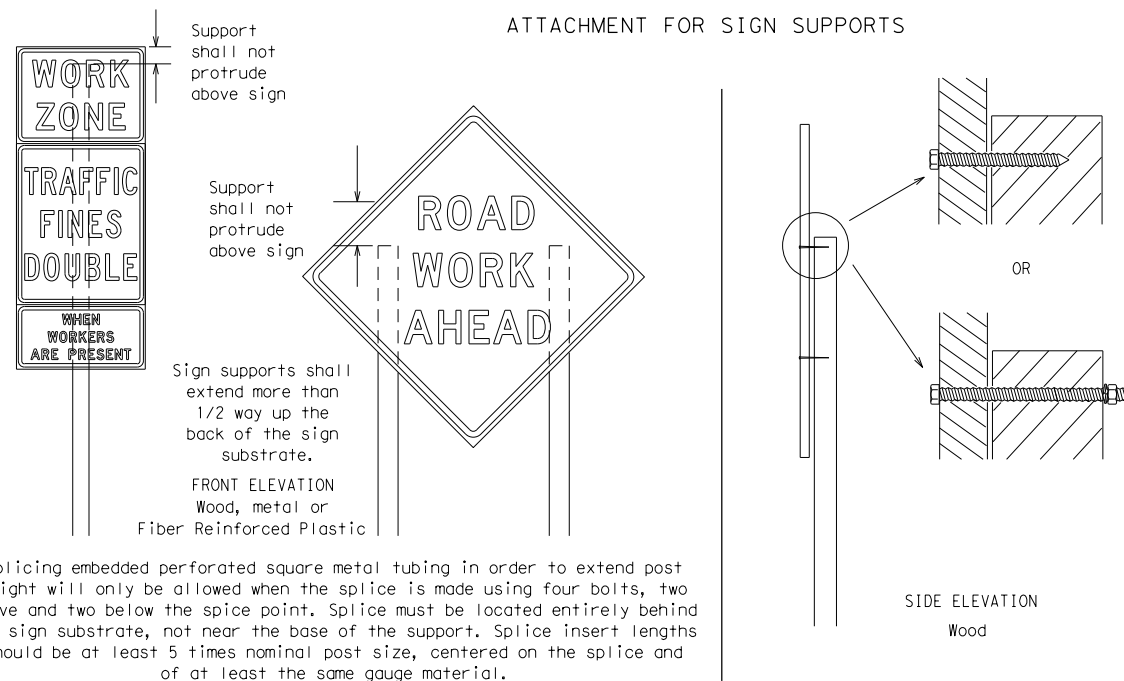 ATTACHMENT FOR SIGN SUPPORTS
Support
shall not
protrude
above sign
WORK
ZONE
TRAFFIC
FINES
DOUBLE
WHEN
WORKERS
ARE PRESENT
Support
shall not
protrude
above sign
ROAD
WORK
AHEAD
Sign supports shall
extend more than
1/2 way up the
back of the sign
substrate.
FRONT ELEVATION
Wood, metal or
Fiber Reinforced Plastic
plicing embedded perforated square metal tubing in order to extend post
ight will only be allowed when the splice is made using four bolts, two
ve and two below the spice point. Splice must be located entirely behind
sign substrate, not near the base of the support. Splice insert lengths
ould be at least 5 times nominal post size, centered on the splice and
of at least the same gauge material.
OR
SIDE ELEVATION
Wood